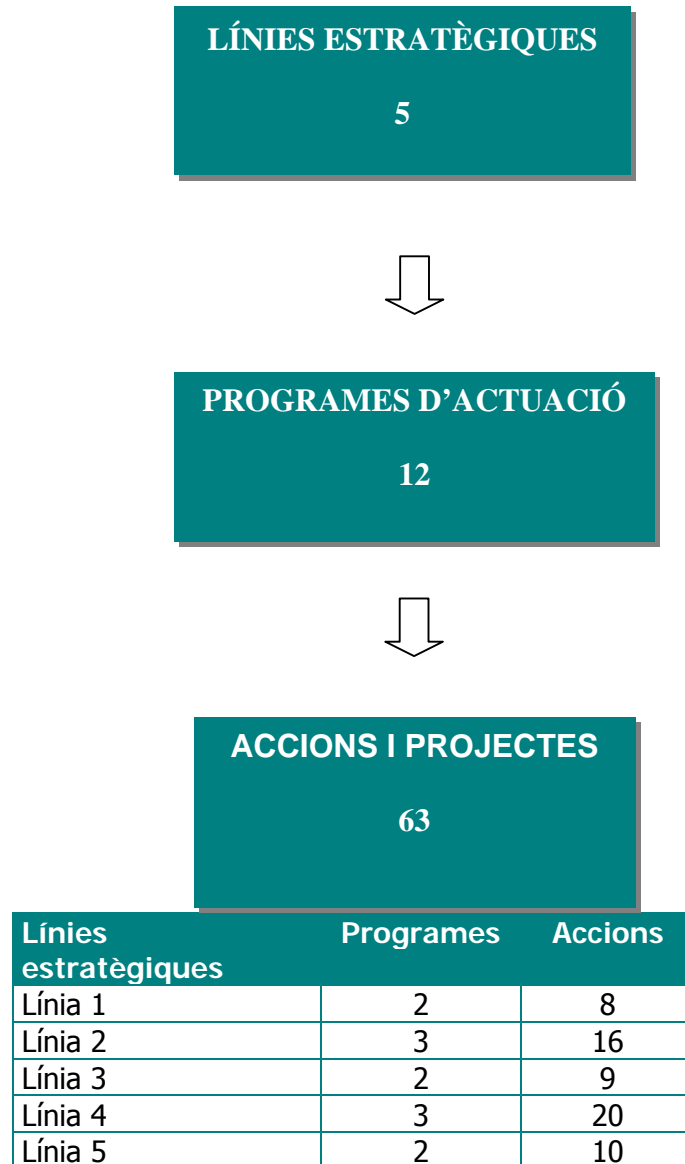 LÍNIES ESTRATÈGIQUES
5
PROGRAMES D’ACTUACIÓ
12
ACCIONS I PROJECTES
63
Línies estratègiques Programes Accions
Línia 1 2 8
Línia 2 3 16
Línia 3 2 9
Línia 4 3 20
Línia 5 2 10